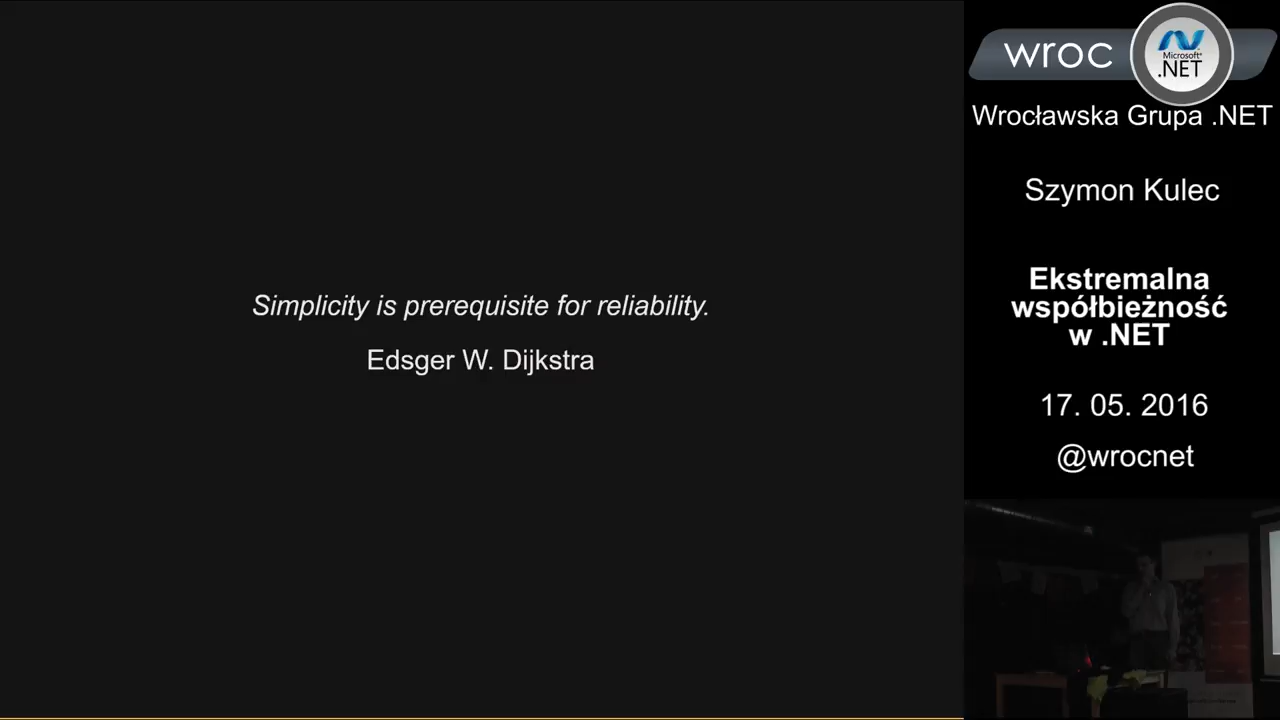 Simplicity is prerequisite for reliability.
Edsger W. Dijkstra
wroc
Microsoft®
.NET
Wrocławska Grupa .NET
Szymon Kulec
Ekstremalna
współbieżność
w .NET
17. 05. 2016
@wrocnet